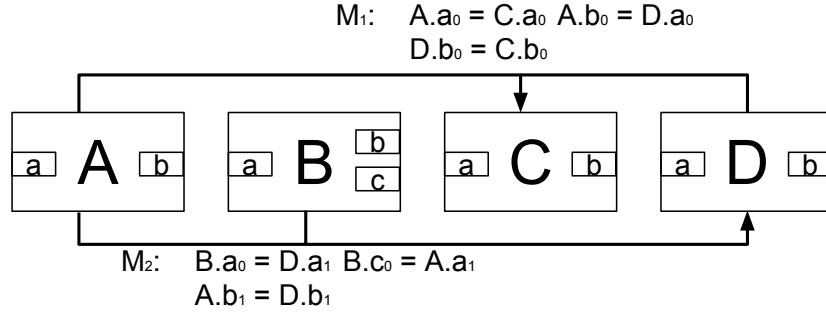 M₁: A.a₀ = C.a₀ A.b₀ = D.a₀
D.b₀ = C.b₀
a A b
a B b
c
a C b
a D b
M₂: B.a₀ = D.a₁ B.c₀ = A.a₁
A.b₁ = D.b₁